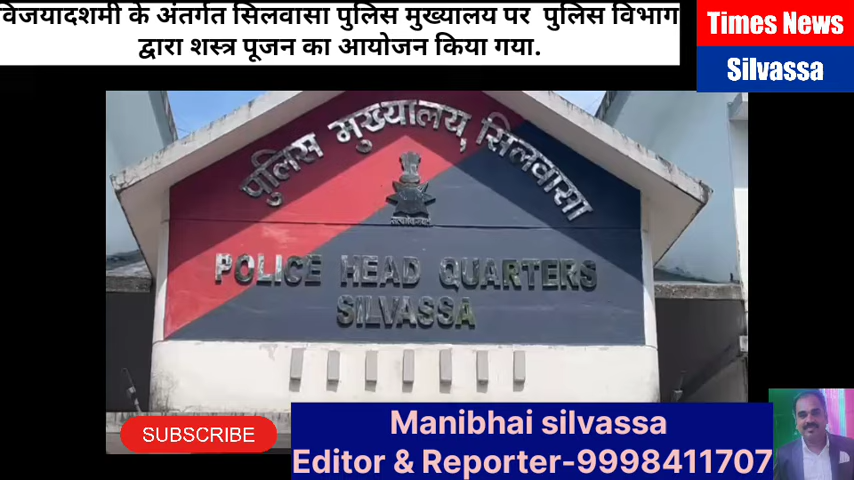 विजयादशमी के अंतर्गत सिलवासा पुलिस मुख्यालय पर पुलिस विभाग
द्वारा शस्त्र पूजन का आयोजन किया गया.
Times News
Silvassa
पुलिस मुख्यालय, सिलवासा
POLICE HEAD QUARTERS
SILVASSA
SUBSCRIBE
Manibhai silvassa
Editor & Reporter-9998411707